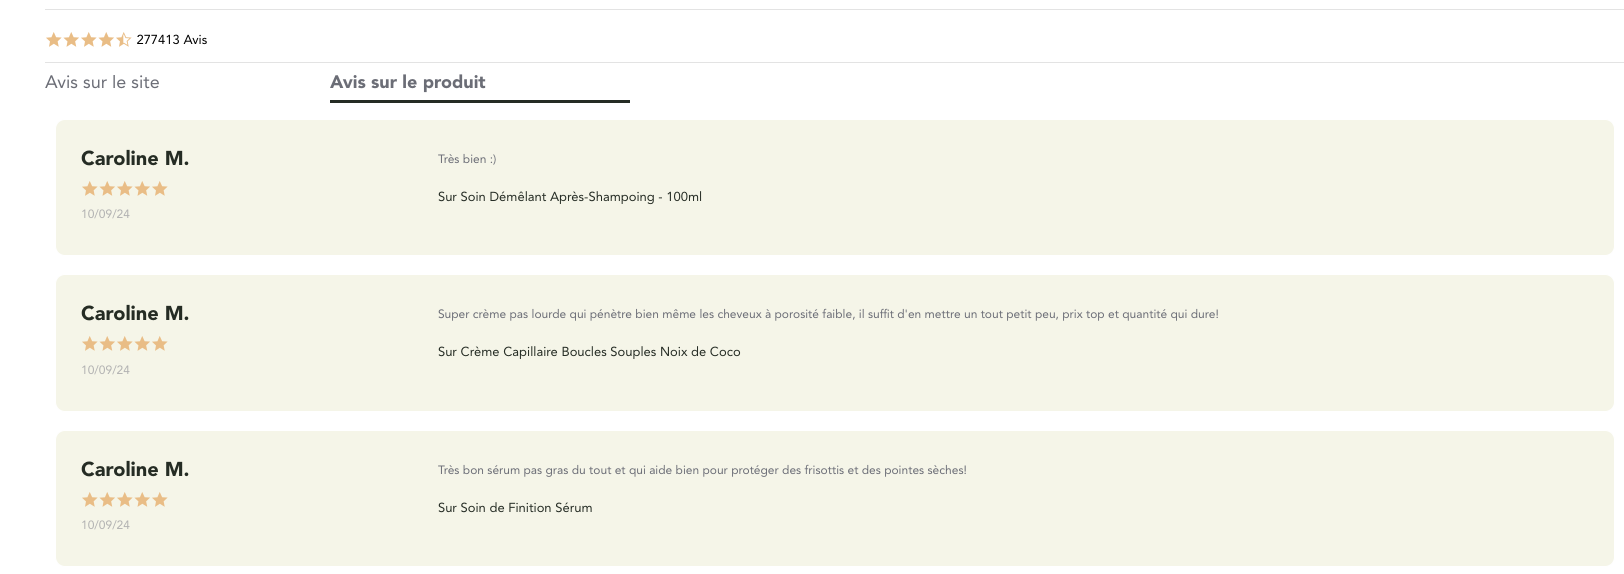 277413 Avis
Avis sur le site
Avis sur le produit
Caroline M.
10/09/24
Très bien :)
Sur Soin Démêlant Après-Shampoing - 100ml
Caroline M.
10/09/24
Super crème pas lourde qui pénètre bien même les cheveux à porosité faible, il suffit d'en mettre un tout petit peu, prix top et quantité qui dure!
Sur Crème Capillaire Boucles Souples Noix de Coco
Caroline M.
10/09/24
Très bon sérum pas gras du tout et qui aide bien pour protéger des frisottis et des pointes sèches!
Sur Soin de Finition Sérum